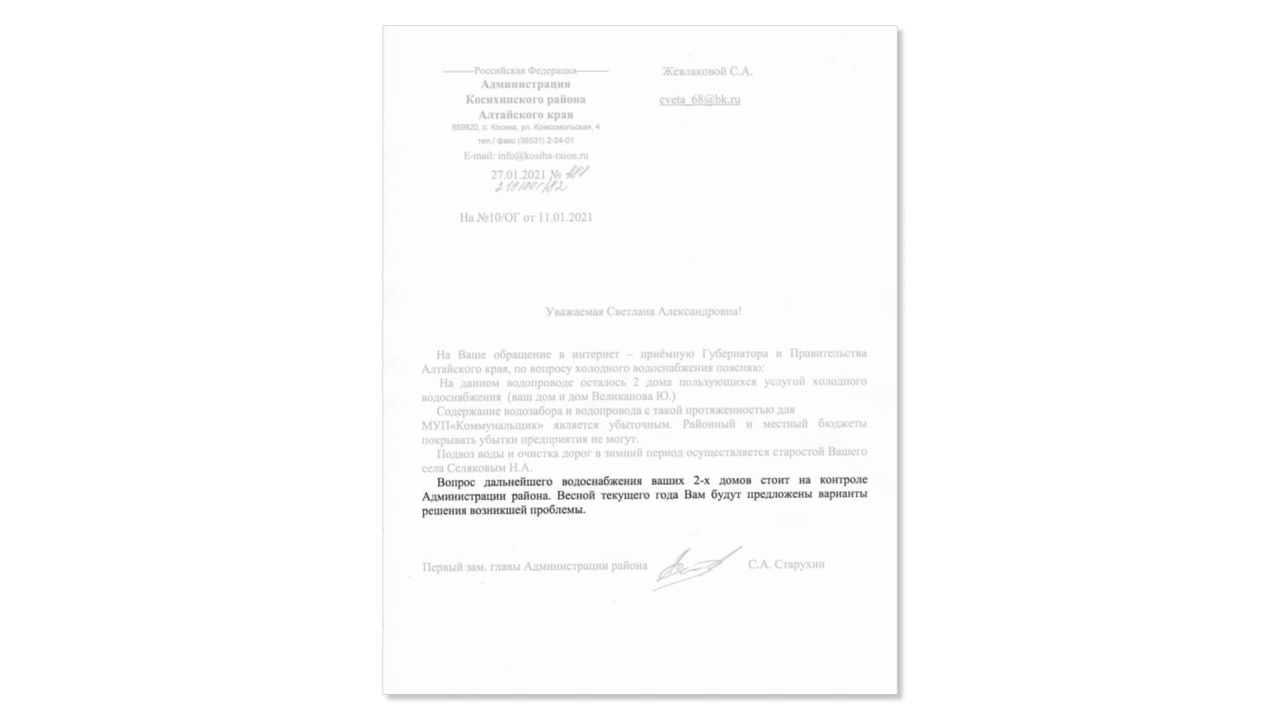 Российская Федерация
Администрация
Косихинского района
Алтайского края
659820, с. Косиха, ул. Комсомольская, 4
тел./ факс (38531) 2-24-01
E-mail: info@kosiha-raion.ru
27.01.2021 №
На №10/ОГ от 11.01.2021
Жевлаковой С.А.
cveta_68@bk.ru
Уважаемая Светлана Александровна!
На Ваше обращение в интернет – приёмную Губернатора и Правительства
Алтайского края, по вопросу холодного водоснабжения поясняю:
На данном водопроводе осталось 2 дома пользующихся услугой холодного
водоснабжения (ваш дом и дом Великанова Ю.)
Содержание водозабора и водопровода с такой протяженностью для
МУП«Коммунальщик» является убыточным. Районный и местный бюджеты
покрывать убытки предприятия не могут.
Подвоз воды и очистка дорог в зимний период осуществляется старостой Вашего
села Селяковым Н.А.
Вопрос дальнейшего водоснабжения ваших 2-х домов стоит на контроле
Администрации района. Весной текущего года Вам будут предложены варианты
решения возникшей проблемы.
Первый зам. главы Администрации района С.А. Старухин